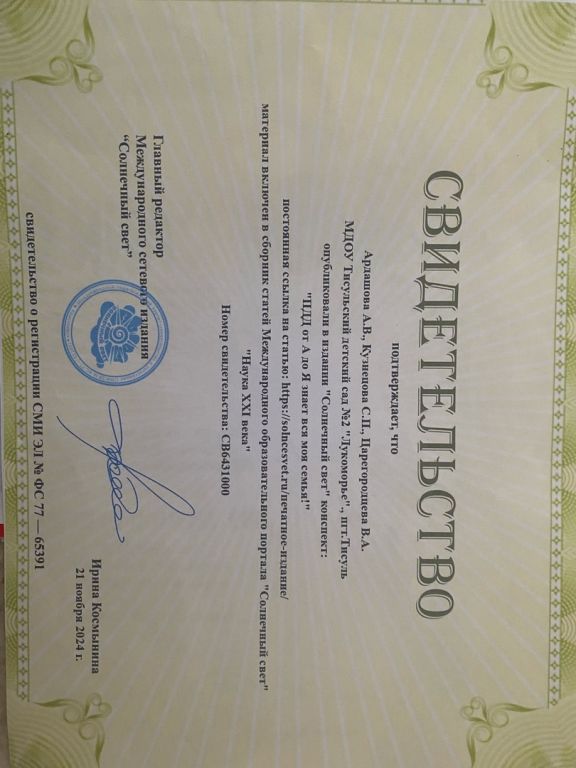 СВИДЕТЕЛЬСТВО
подтверждает, что
Ардашова А.В., Кузнецова С.П., Царегородцева В.А.
МДОУ Тисульский детский сад №2 "Лукоморье"., пгт.Тисуль
опубликовали в издании "Солнечный свет" конспект:
"ПДД от А до Я знает вся моя семья!"
постоянная ссылка на статью: https://solncesvet.ru/печатное-издание/
материал включен в сборник статей Международного образовательного портала "Солнечный свет"
"Наука XXI века"
Номер свидетельства: СВ6431000
Главный редактор
Международного сетевого издания
“Солнечный свет”
Ирина Космынина
21 ноября 2024 г.
свидетельство о регистрации СМИ ЭЛ № ФС 77 — 65391